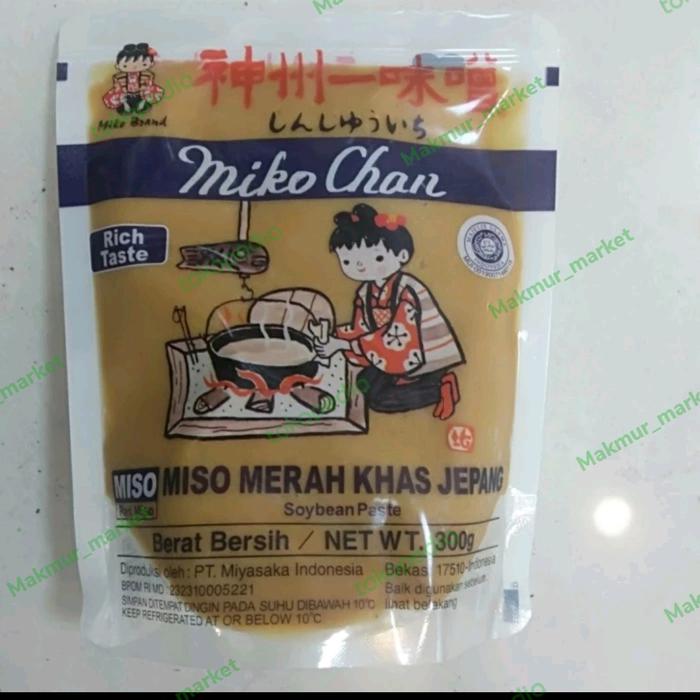 神州一味噌
しんしゅういち
Miko Brand
Miko Chan
Rich
Taste
MISO MISO MERAH KHAS JEPANG
Soybean Paste
Berat Bersih / NET WT. 300g
Diproduksi oleh : PT. Miyasaka Indonesia Bekasi 17510-Indonesia
BPOM RI MD 232310005221 Baik digunakan sebelum :
SIMPAN DITEMPAT DINGIN PADA SUHU DIBAWAH 10°C lihat belakang
KEEP REFRIGERATED AT OR BELOW 10°C
Makmur_market
Makmur_market
Makmur_market
Makmur_market